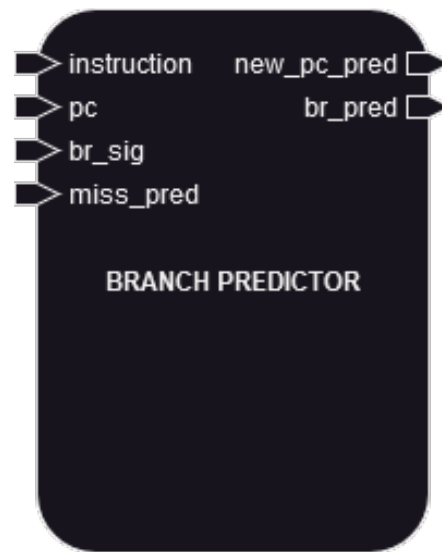 instruction new_pc_pred
pc br_pred
br_sig
miss_pred
BRANCH PREDICTOR